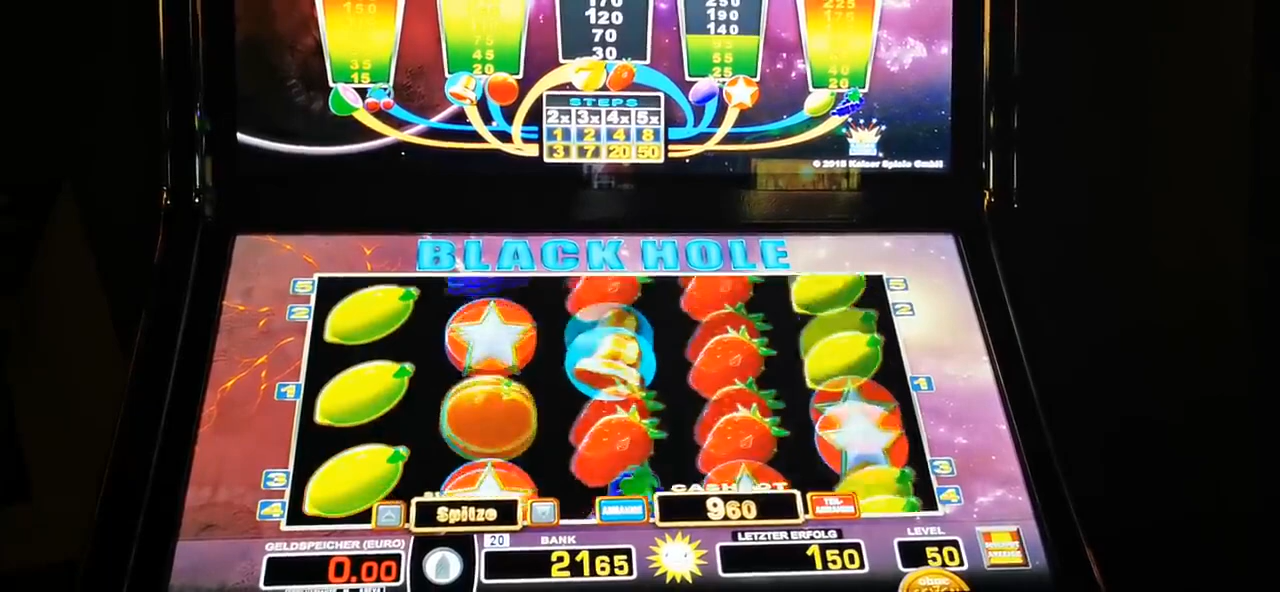 150
170
120
70
30
250
190
140
225
175
75
45
20
55
25
40
20
35
15
STEPS
2x 3x 4x 5x
1 2 4 8
3 7 20 50
© 2015 Kaizer Spiele GmbH
BLACK HOLE
5 5
2 2
1 1
3 3
4 4
Spitze
CASHPOT
960
ABRÄUMEN
GELDSPEICHER (EURO)
0.00
20 BANK
2165
LETZTER ERFOLG
150
LEVEL
50